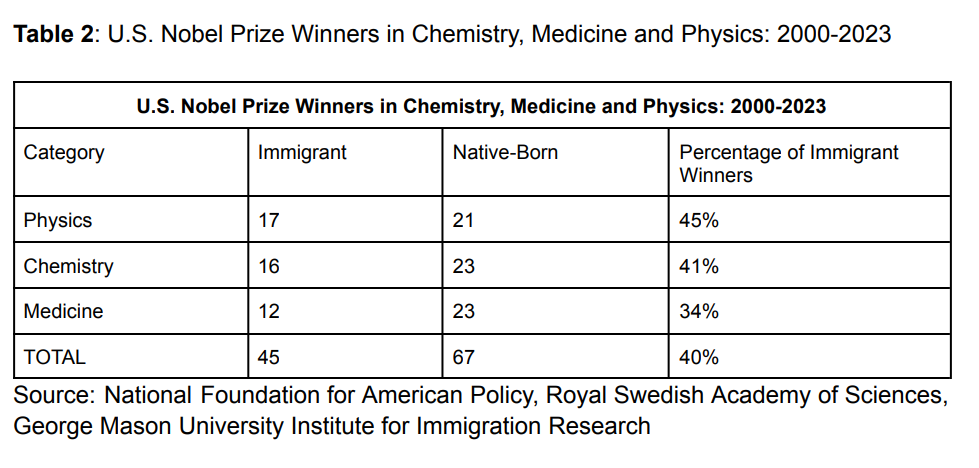 Table 2: U.S. Nobel Prize Winners in Chemistry, Medicine and Physics: 2000-2023
U.S. Nobel Prize Winners in Chemistry, Medicine and Physics: 2000-2023
Category Immigrant Native-Born Percentage of Immigrant
Winners
Physics 17 21 45%
Chemistry 16 23 41%
Medicine 12 23 34%
TOTAL 45 67 40%
Source: National Foundation for American Policy, Royal Swedish Academy of Sciences,
George Mason University Institute for Immigration Research